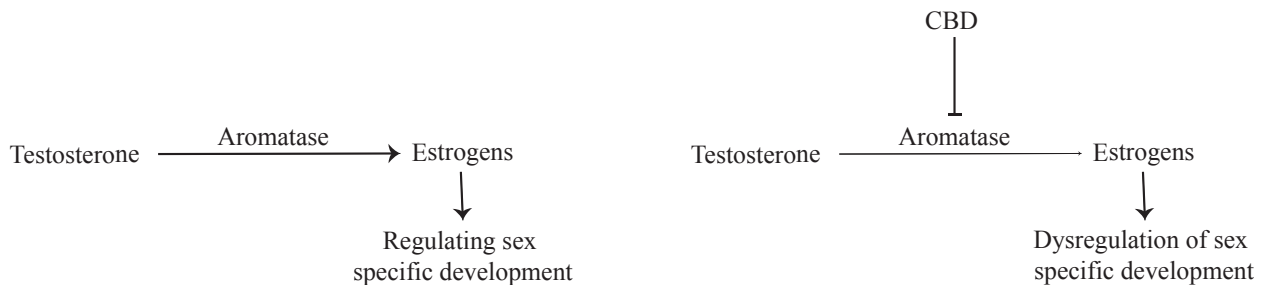 CBD
Testosterone
Aromatase
Estrogens
Regulating sex
specific development
Testosterone
Aromatase
Estrogens
Dysregulation of sex
specific development